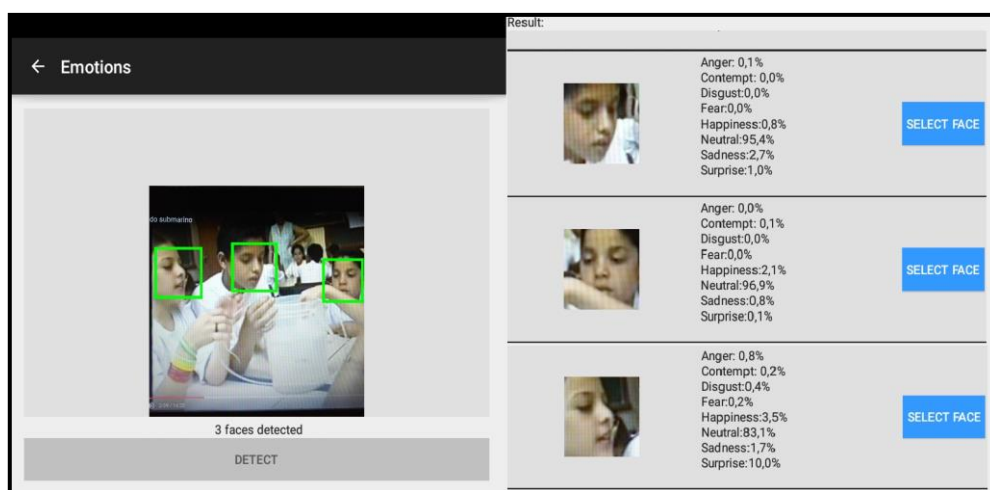 Emotions
do submarino
3 faces detected
DETECT
Result:
Anger: 0,1%
Contempt: 0,0%
Disgust:0,0%
Fear:0,0%
Happiness:0,8%
Neutral:95,4%
Sadness:2,7%
Surprise:1,0%
SELECT FACE
Anger: 0,0%
Contempt: 0,1%
Disgust:0,0%
Fear:0,0%
Happiness:2,1%
Neutral:96,9%
Sadness:0,8%
Surprise:0,1%
SELECT FACE
Anger: 0,8%
Contempt: 0,2%
Disgust:0,4%
Fear:0,2%
Happiness:3,5%
Neutral:83,1%
Sadness:1,7%
Surprise:10,0%
SELECT FACE